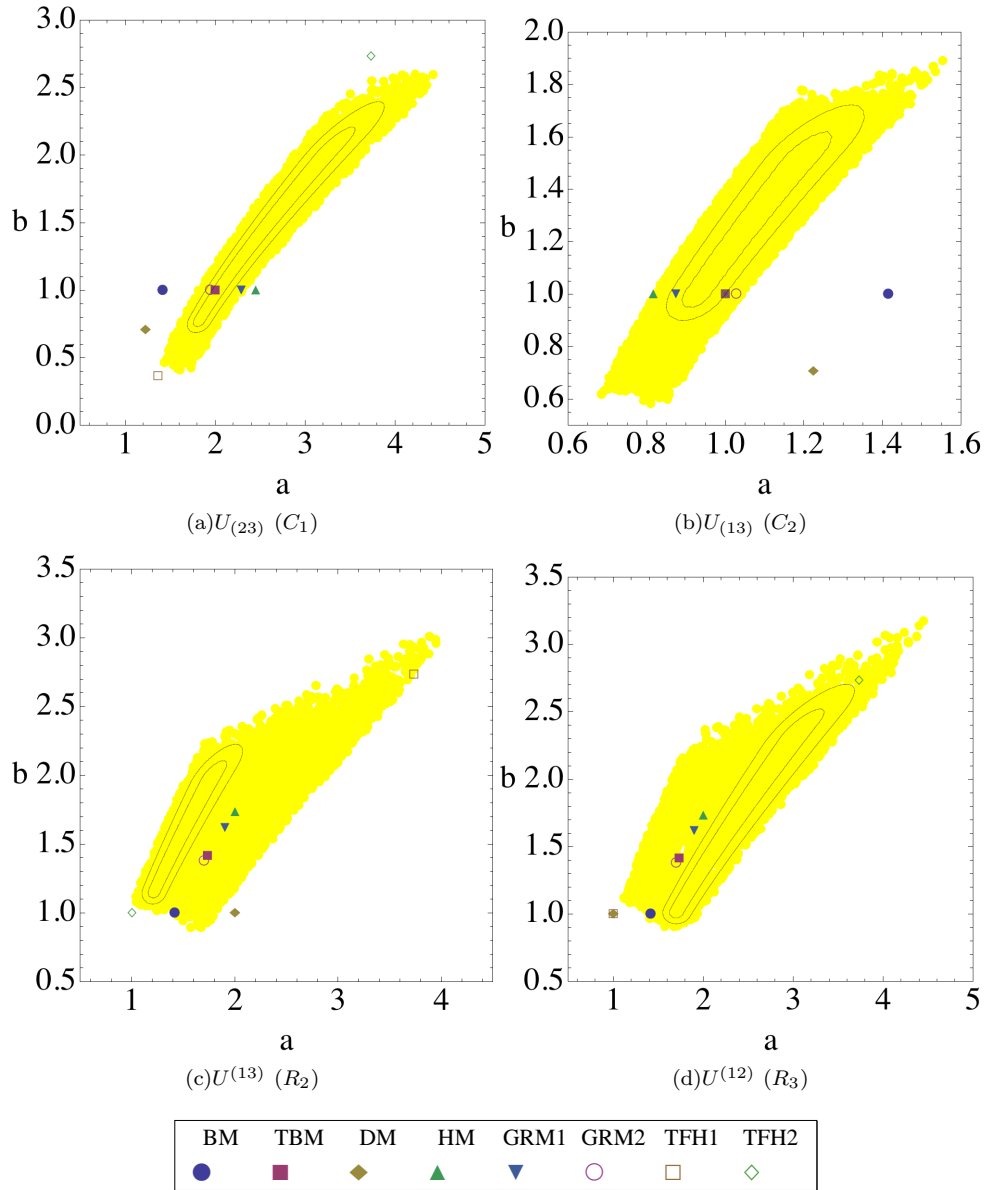 3.0
2.5
2.0
1.5
1.0
0.5
0.0
b
1 2 3 4 5
a
(a)U(23) (C1)
2.0
1.8
1.6
1.4
1.2
1.0
0.8
0.6
b
0.6 0.8 1.0 1.2 1.4 1.6
a
(b)U(13) (C2)
3.5
3.0
2.5
2.0
1.5
1.0
0.5
b
1 2 3 4
a
(c)U(13) (R2)
3.5
3.0
2.5
2.0
1.5
1.0
0.5
b
1 2 3 4 5
a
(d)U(12) (R3)
BM TBM DM HM GRM1 GRM2 TFH1 TFH2